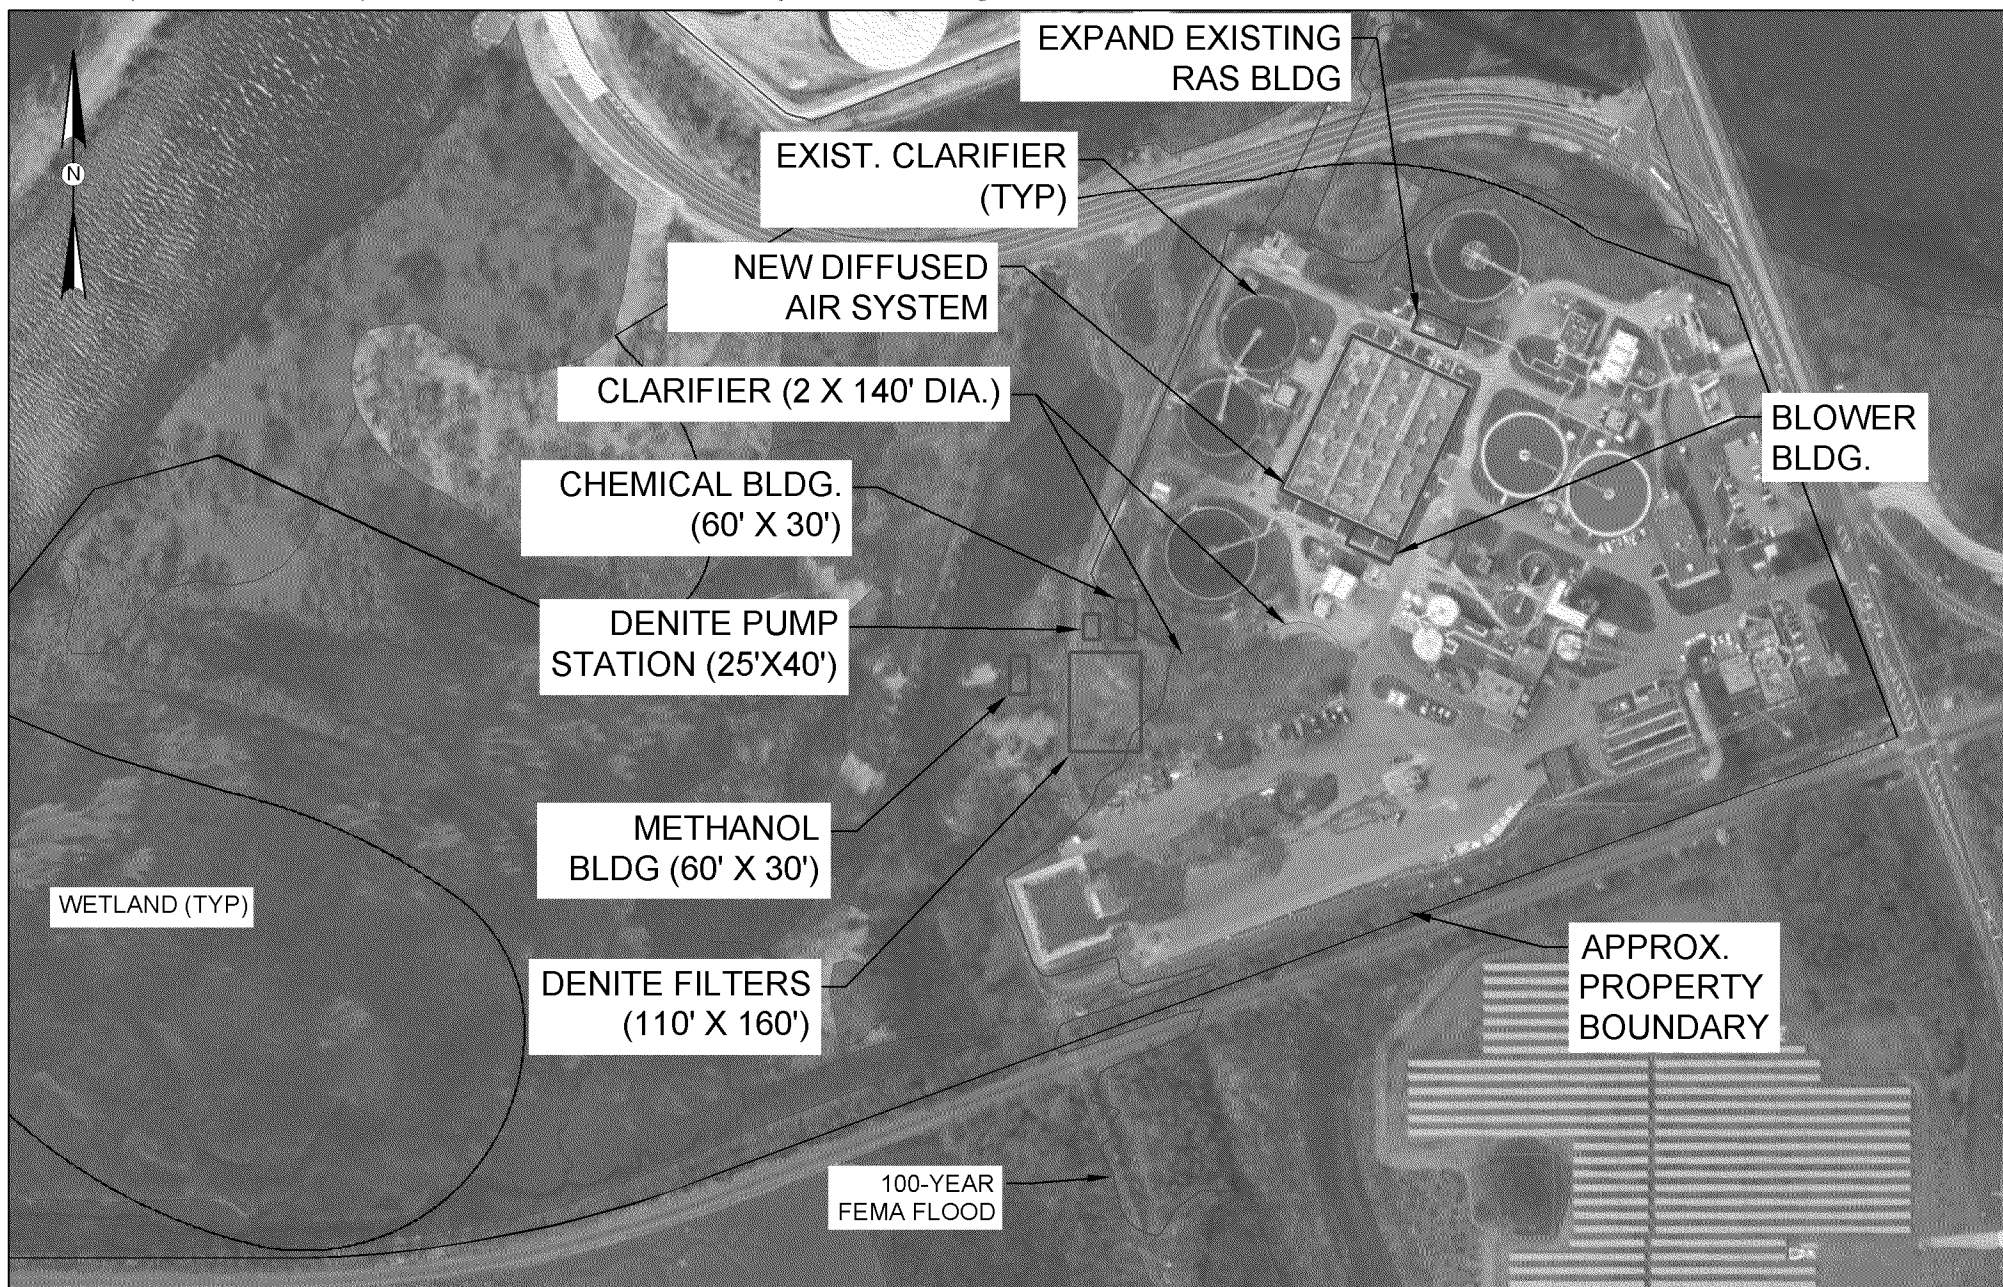 EXPAND EXISTING
RAS BLDG
EXIST. CLARIFIER
(TYP)
N
NEW DIFFUSED
AIR SYSTEM
CLARIFIER (2 X 140' DIA.)
BLOWER
BLDG.
CHEMICAL BLDG.
(60' X 30')
DENITE PUMP
STATION (25'X40')
METHANOL
BLDG (60' X 30')
WETLAND (TYP)
DENITE FILTERS
(110' X 160')
APPROX.
PROPERTY
BOUNDARY
100-YEAR
FEMA FLOOD